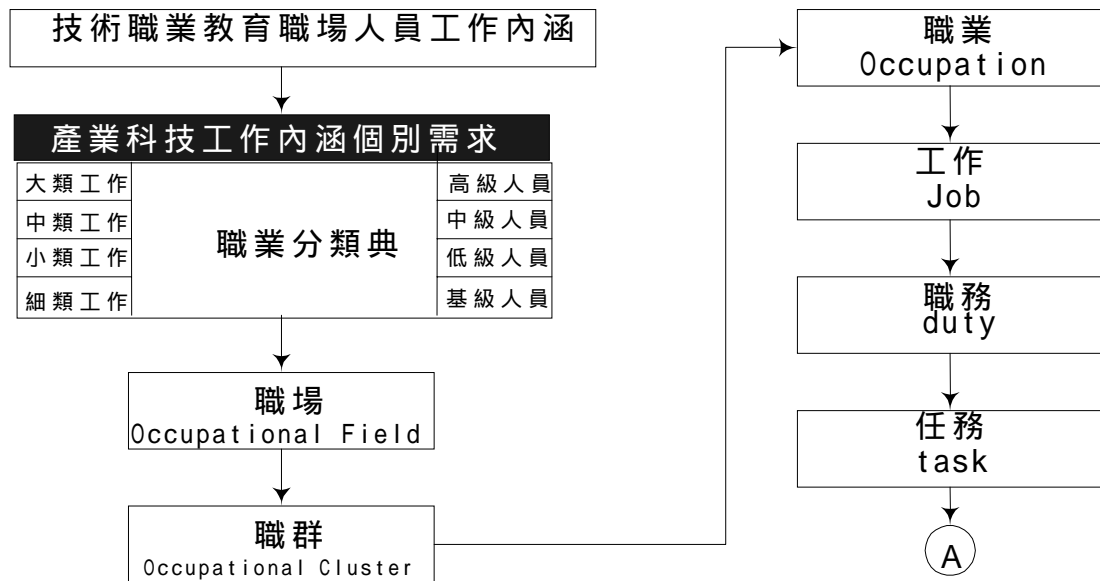 技術職業教育職場人員工作內涵
產業科技工作內涵個別需求
大類工作
中類工作
小類工作
細類工作
職業分類典
高級人員
中級人員
低級人員
基級人員
職場
Occupational Field
職群
Occupational Cluster
職業
Occupation
工作
Job
職務
duty
任務
task
A